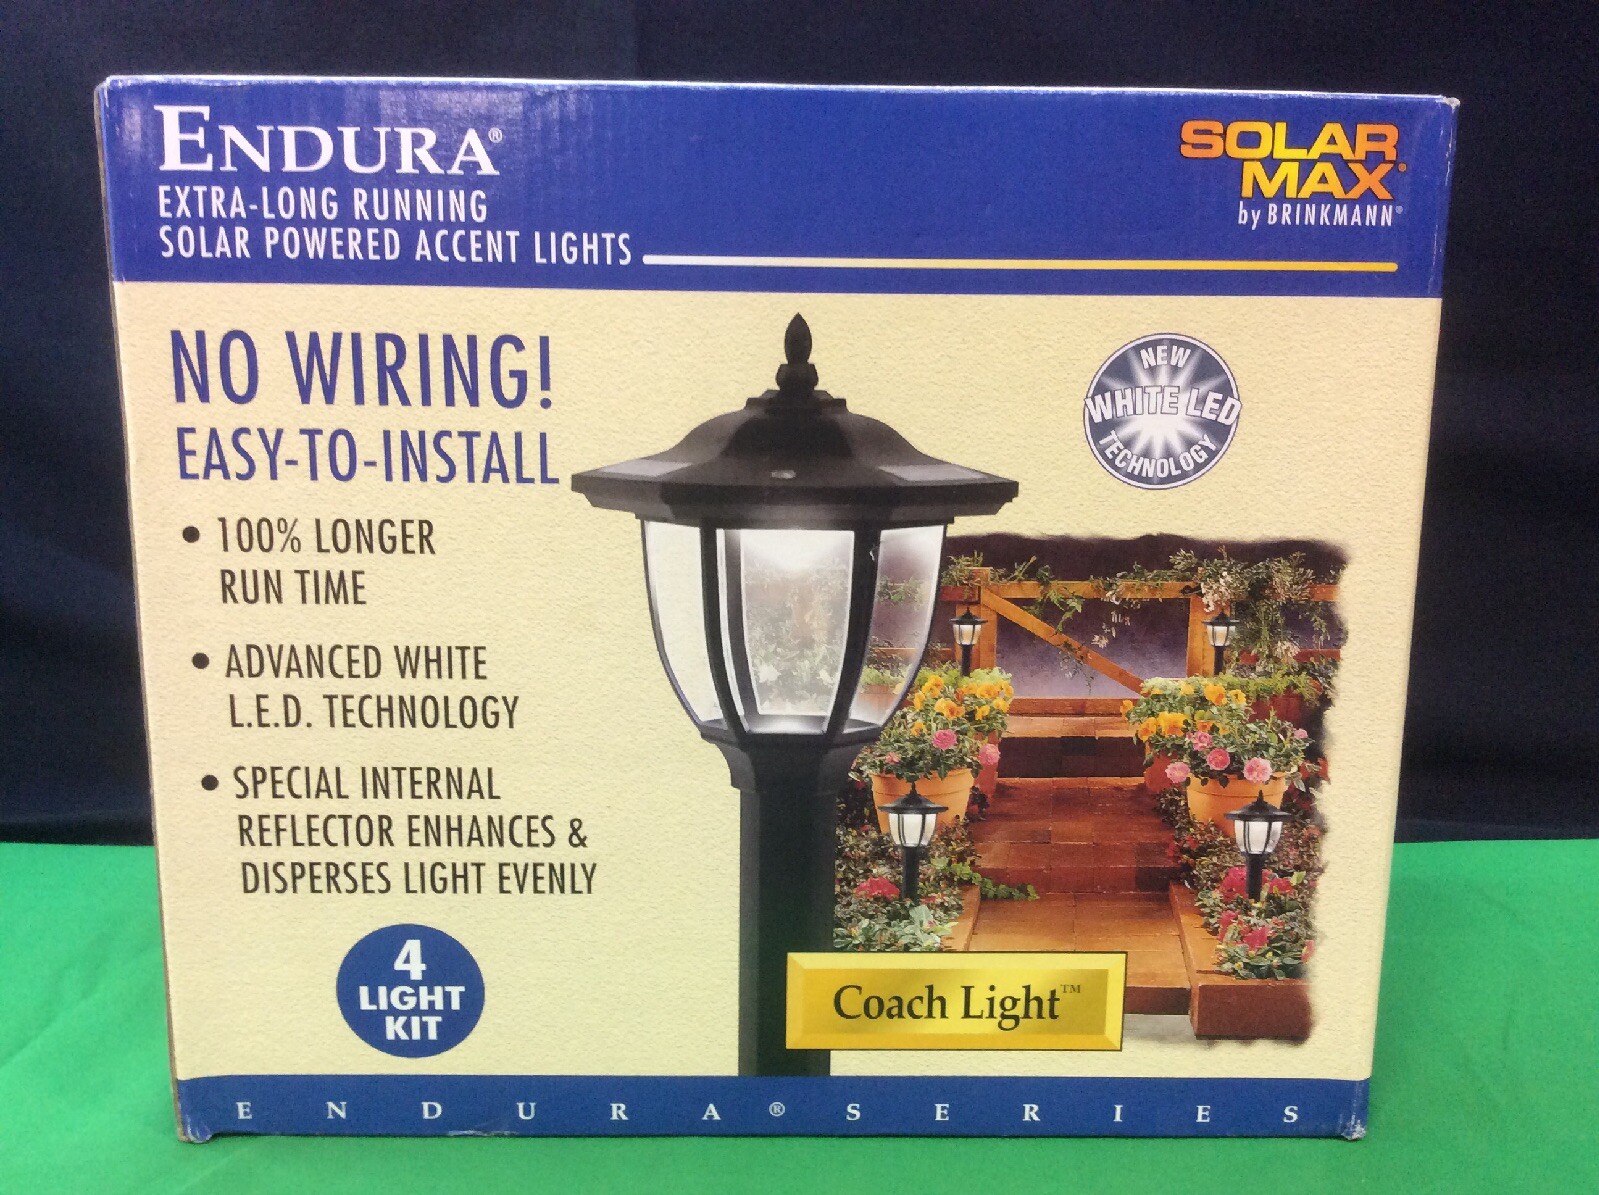 ENDURA®
EXTRA-LONG RUNNING
SOLAR POWERED ACCENT LIGHTS
SOLAR
MAX®
by BRINKMANN®
NO WIRING!
EASY-TO-INSTALL
• 100% LONGER
RUN TIME
• ADVANCED WHITE
L.E.D. TECHNOLOGY
• SPECIAL INTERNAL
REFLECTOR ENHANCES &
DISPERSES LIGHT EVENLY
NEW
WHITE LED
TECHNOLOGY
4
LIGHT
KIT
Coach Light™
ENDURA® SERIES